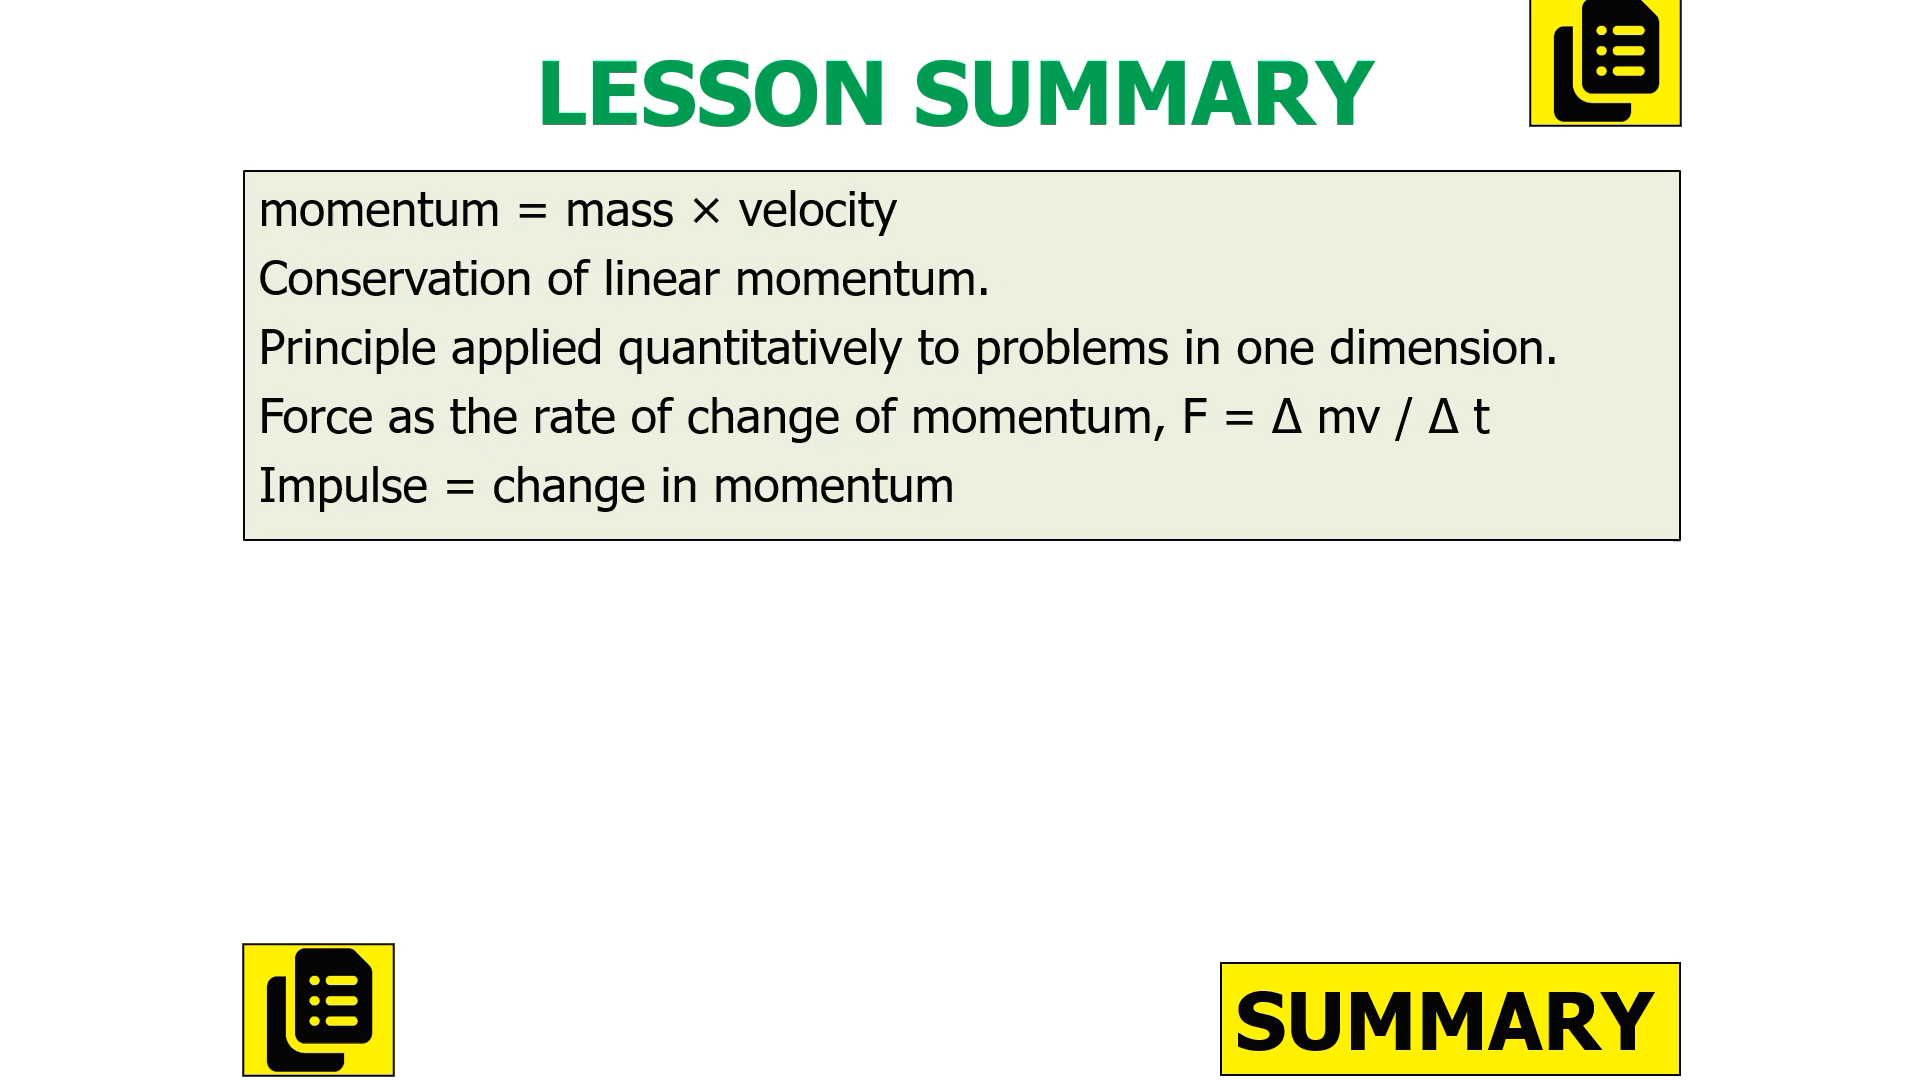 LESSON SUMMARY
momentum = mass × velocity
Conservation of linear momentum.
Principle applied quantitatively to problems in one dimension.
Force as the rate of change of momentum, F = Δ mv / Δ t
Impulse = change in momentum
SUMMARY